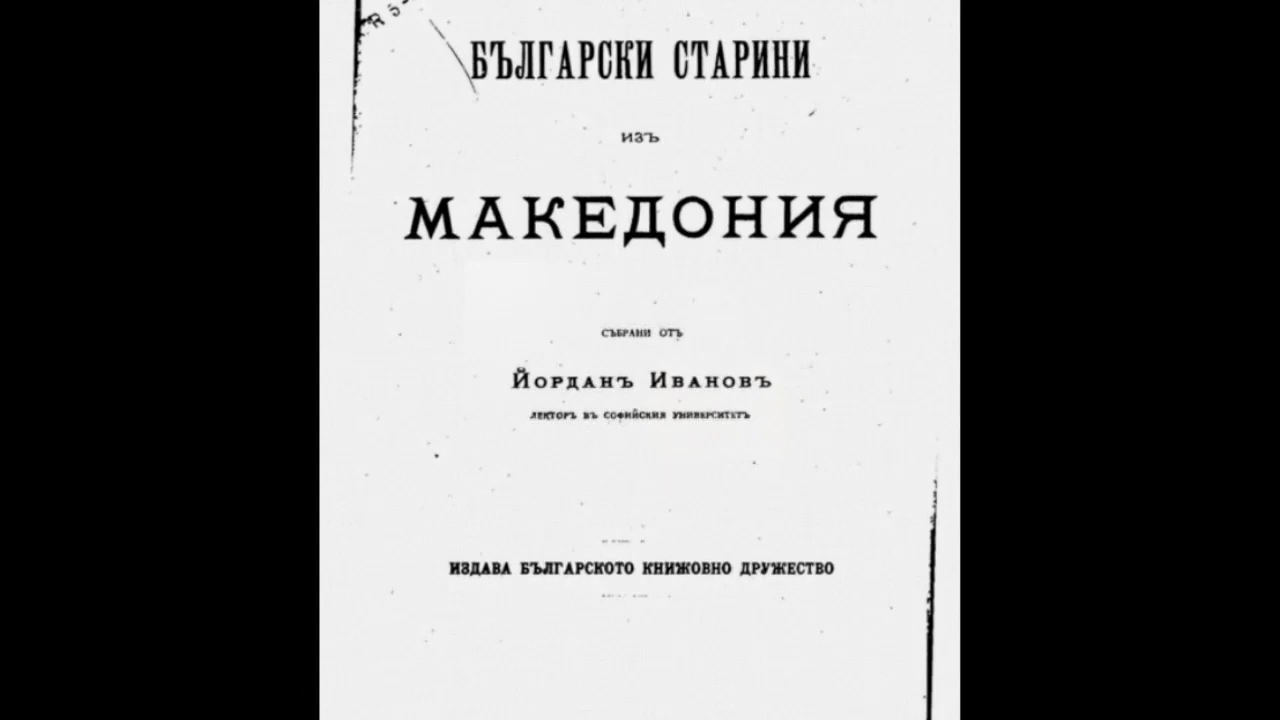 БЪЛГАРСКИ СТАРИНИ
ИЗЪ
МАКЕДОНИЯ
СЪБРАНИ ОТЪ
ЙОРДАНЪ ИВАНОВЪ
ЛЕКТОРЪ ВЪ СОФИЙСКИЯ УНИВЕРСИТЕТЪ
ИЗДАВА БЪЛГАРСКОТО КНИЖОВНО ДРУЖЕСТВО